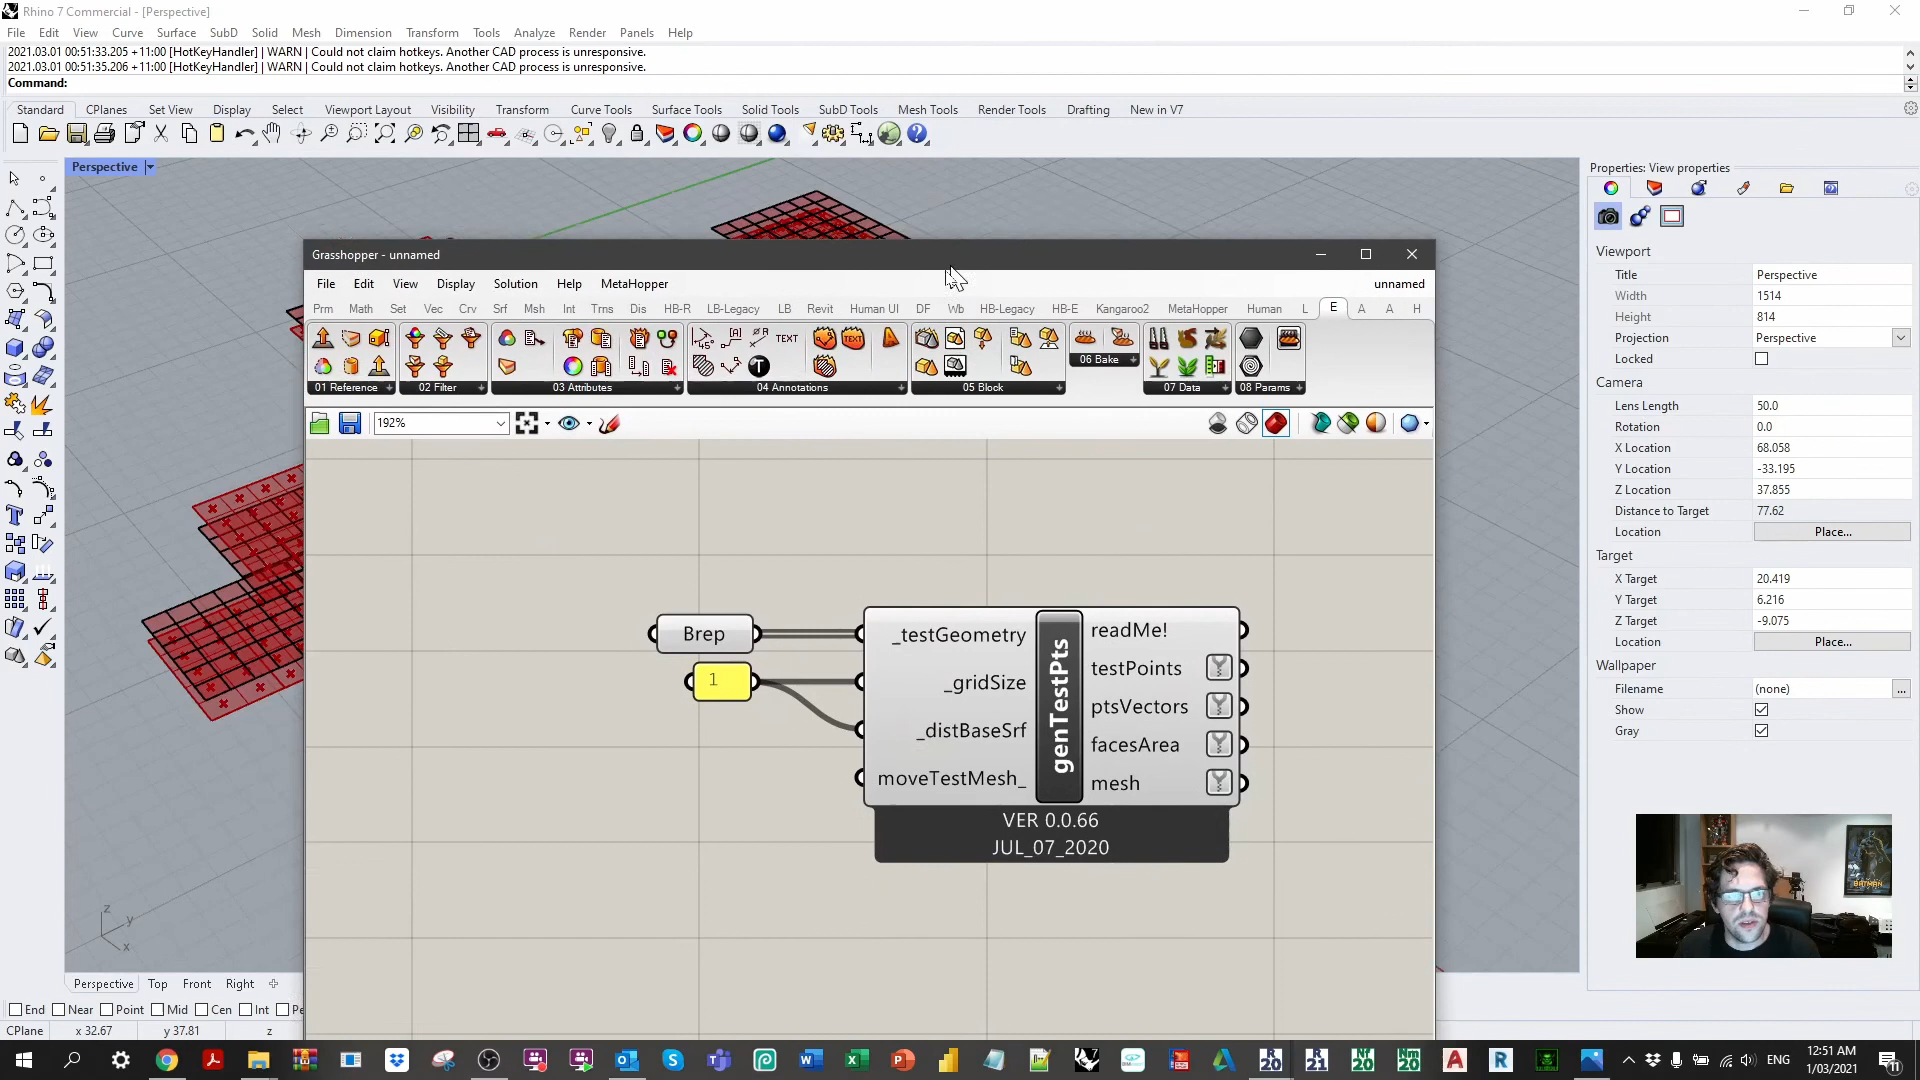 Rhino 7 Commercial - [Perspective]
File Edit View Curve Surface SubD Solid Mesh Dimension Transform Tools Analyze Render Panels Help
2021.03.01 00:51:33.205 +11:00 [HotKeyHandler] | WARN | Could not claim hotkeys. Another CAD process is unresponsive.
2021.03.01 00:51:35.206 +11:00 [HotKeyHandler] | WARN | Could not claim hotkeys. Another CAD process is unresponsive.
Command:
Standard CPlanes Set View Display Select Viewport Layout Visibility Transform Curve Tools Surface Tools Solid Tools SubD Tools Mesh Tools Render Tools Drafting New in V7
Perspective
Properties: View properties
Viewport
Title Perspective
Width 1514
Height 814
Projection Perspective
Locked
Camera
Lens Length 50.0
Rotation 0.0
X Location 68.058
Y Location -33.195
Z Location 37.855
Distance to Target 77.62
Location Place...
Target
X Target 20.419
Y Target 6.216
Z Target -9.075
Location Place...
Wallpaper
Filename (none) ...
Show
Gray
Grasshopper - unnamed
File Edit View Display Solution Help MetaHopper unnamed
Prm Math Set Vec Crv Srf Msh Int Trns Dis HB-R LB-Legacy LB Revit Human UI DF Wb HB-Legacy HB-E Kangaroo2 MetaHopper Human L E A A H
TEXT TEXT T
01 Reference 02 Filter 03 Attributes 04 Annotations 05 Block 06 Bake 07 Data 08 Params
192%
Brep
1
_testGeometry
_gridSize
_distBaseSrf
moveTestMesh_
genTestPts
readMe!
testPoints
ptsVectors
facesArea
mesh
VER 0.0.66
JUL_07_2020
BATMAN
z
y
x
Perspective Top Front Right
End Near Point Mid Cen Int Pe
CPlane x 32.67 y 37.81 z
R 20 R 21 ENG 12:51 AM
1/03/2021
11